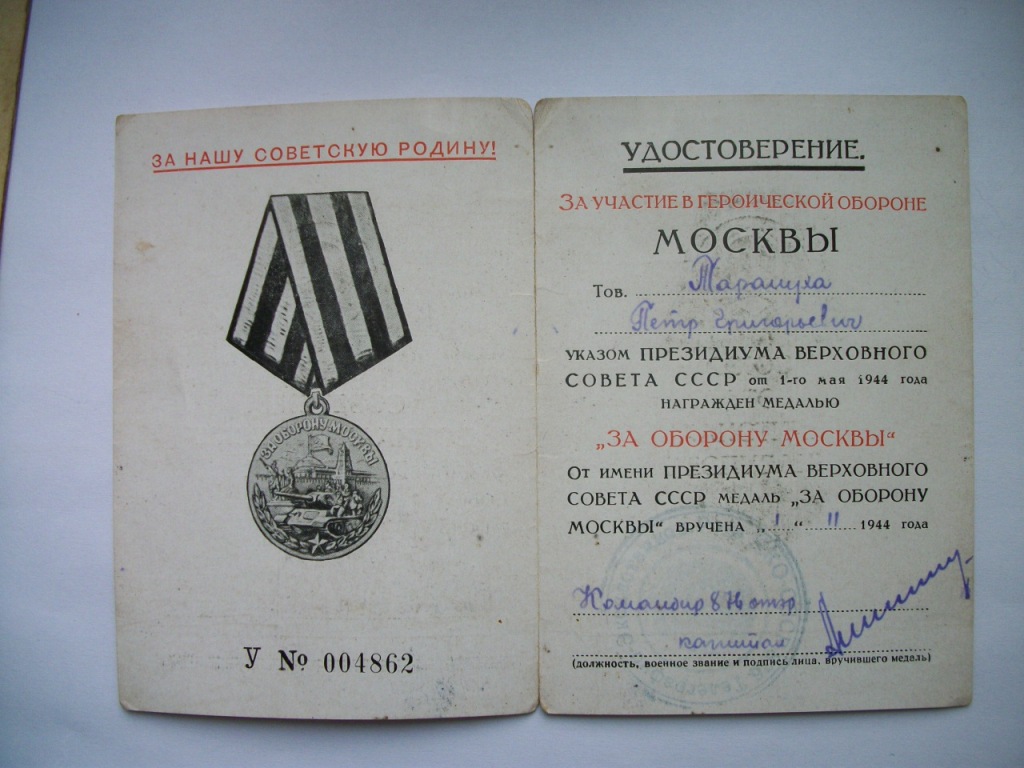 ЗА НАШУ СОВЕТСКУЮ РОДИНУ!
ЗА ОБОРОНУ МОСКВЫ
У № 004862
УДОСТОВЕРЕНИЕ.
ЗА УЧАСТИЕ В ГЕРОИЧЕСКОЙ ОБОРОНЕ
МОСКВЫ
Тов. Тарамуха
Петр Григорьевич
УКАЗОМ ПРЕЗИДИУМА ВЕРХОВНОГО
СОВЕТА СССР от 1-го мая 1944 года
НАГРАЖДЕН МЕДАЛЬЮ
„ЗА ОБОРОНУ МОСКВЫ“
От имени ПРЕЗИДИУМА ВЕРХОВНОГО
СОВЕТА СССР МЕДАЛЬ „ЗА ОБОРОНУ
МОСКВЫ“ ВРУЧЕНА „1“ 11 1944 года
Командир 8
капитан
(должность, военное звание и подпись лица, вручившего медаль)